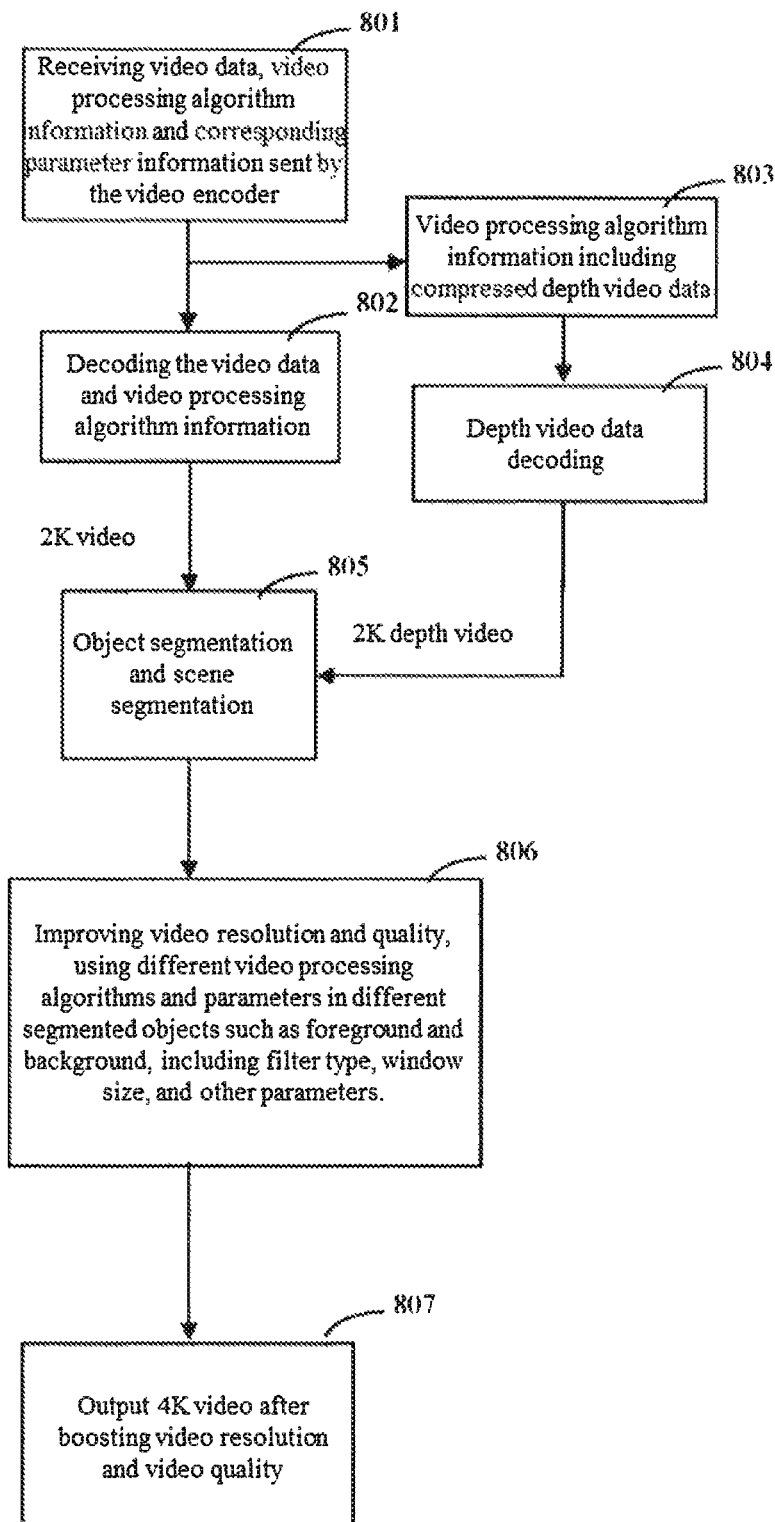 801
Receiving video data, video
processing algorithm
nformation and corresponding
parameter information sent by
the video encoder
803
Video processing algorithm
information including
compressed depth video data
802
Decoding the video data
and video processing
algorithm information
804
Depth video data
decoding
2K video
805
2K depth video
Object segmentation
and scene
segmentation
806
Improving video resolution and quality,
using different video processing
algorithms and parameters in different
segmented objects such as foreground and
background, including filter type, window
size, and other parameters.
807
Output 4K video after
boosting video resolution
and video quality